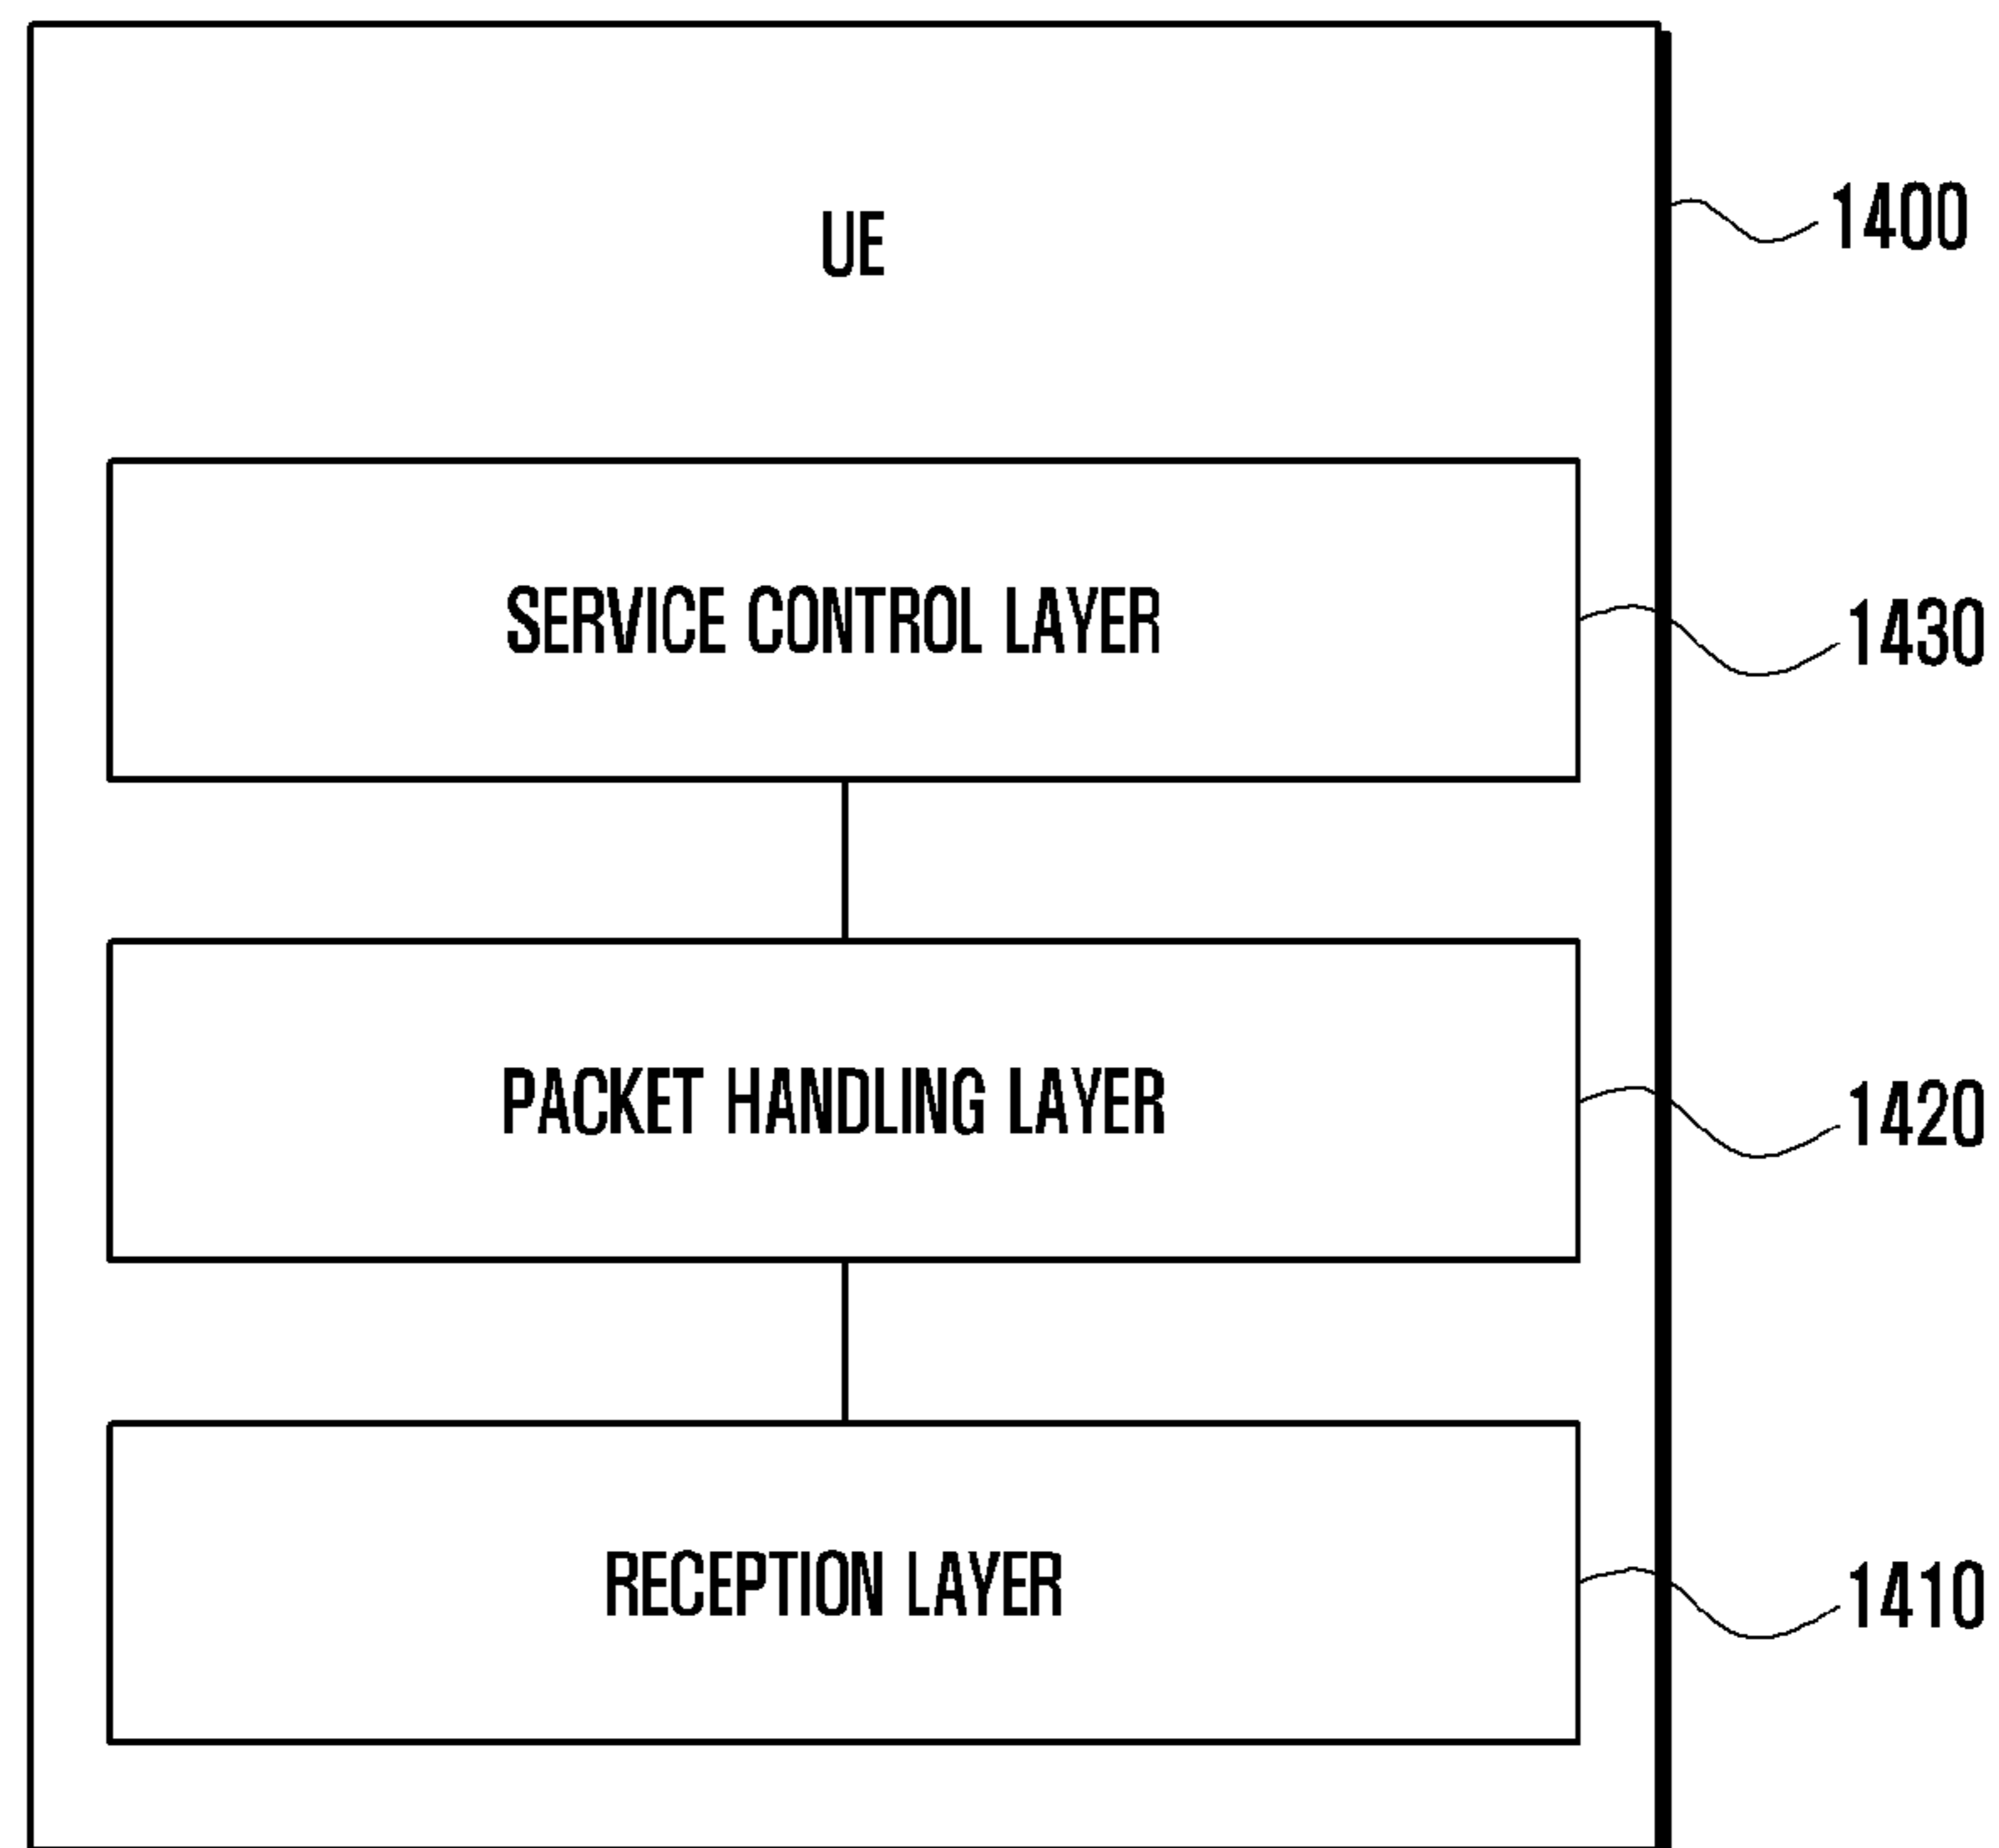 UE
1400
SERVICE CONTROL LAYER
1430
PACKET HANDLING LAYER
1420
RECEPTION LAYER
1410